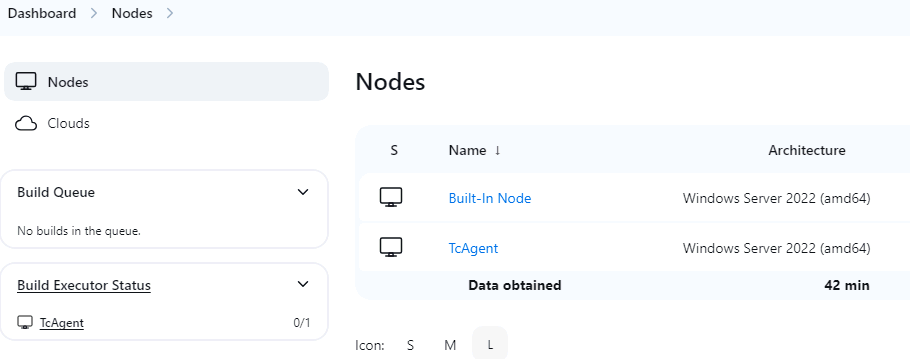 Dashboard > Nodes >
Nodes
Clouds
Build Queue
No builds in the queue.
Build Executor Status
TcAgent 0/1
Nodes
S Name ↓ Architecture
Built-In Node Windows Server 2022 (amd64)
TcAgent Windows Server 2022 (amd64)
Data obtained 42 min
Icon: S M L